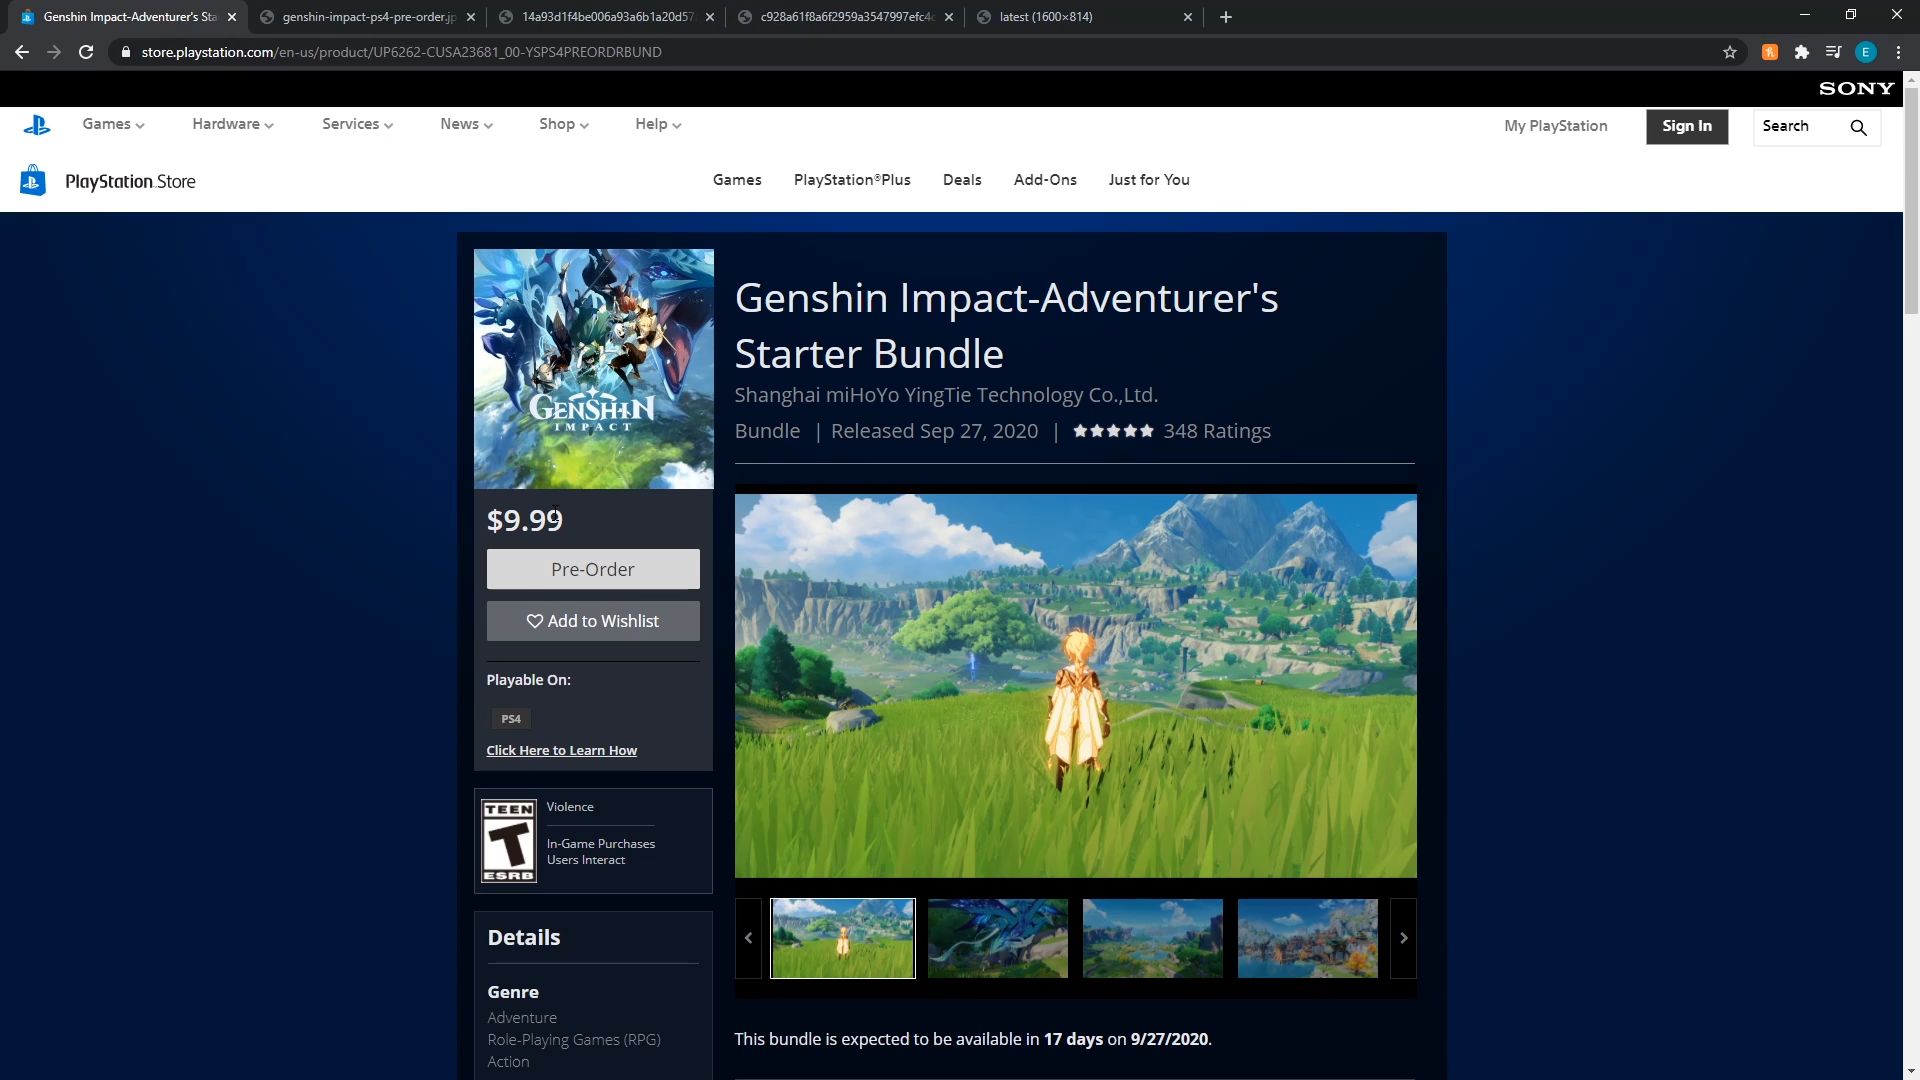 Genshin Impact-Adventurer's Sta
genshin-impact-ps4-pre-order.jp
14a93d1f4be006a93a6b1a20d57
c928a61f8a6f2959a3547997efc4c
latest (1600×814)
store.playstation.com/en-us/product/UP6262-CUSA23681_00-YSPS4PREORDRBUND
E
SONY
Games
Hardware
Services
News
Shop
Help
My PlayStation
Sign In
Search
PlayStation Store
Games
PlayStation®Plus
Deals
Add-Ons
Just for You
GENSHIN
IMPACT
Genshin Impact-Adventurer's
Starter Bundle
Shanghai miHoYo YingTie Technology Co.,Ltd.
Bundle | Released Sep 27, 2020 | ★★★★★ 348 Ratings
$9.99
Pre-Order
Add to Wishlist
Playable On:
PS4
Click Here to Learn How
TEEN
T
ESRB
Violence
In-Game Purchases
Users Interact
Details
Genre
Adventure
Role-Playing Games (RPG)
Action
This bundle is expected to be available in 17 days on 9/27/2020.